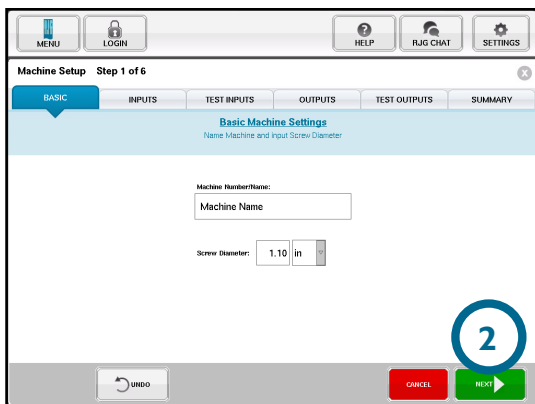 MENU LOGIN HELP RJG CHAT SETTINGS
Machine Setup Step 1 of 6
BASIC INPUTS TEST INPUTS OUTPUTS TEST OUTPUTS SUMMARY
Basic Machine Settings
Name Machine and Input Screw Diameter
Machine Number/Name:
Machine Name
Screw Diameter: 1.10 in
2
UNDO CANCEL NEXT